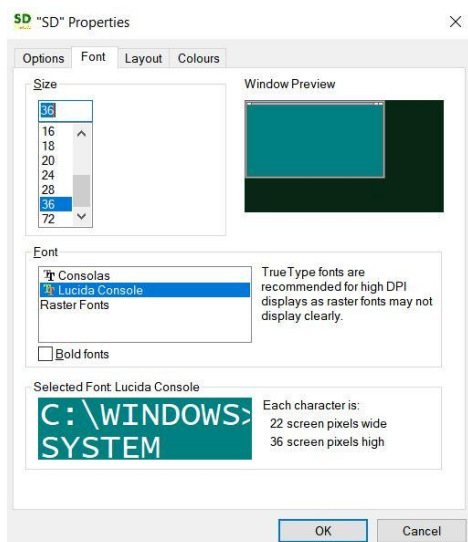 SD "SD" Properties
Options Font Layout Colours
Size
36
16
18
20
24
28
36
72
Window Preview
Font
Consolas
Lucida Console
Raster Fonts
TrueType fonts are
recommended for high DPI
displays as raster fonts may not
display clearly.
Bold fonts
Selected Font: Lucida Console
C:\WINDOWS>
SYSTEM
Each character is:
22 screen pixels wide
36 screen pixels high
OK Cancel